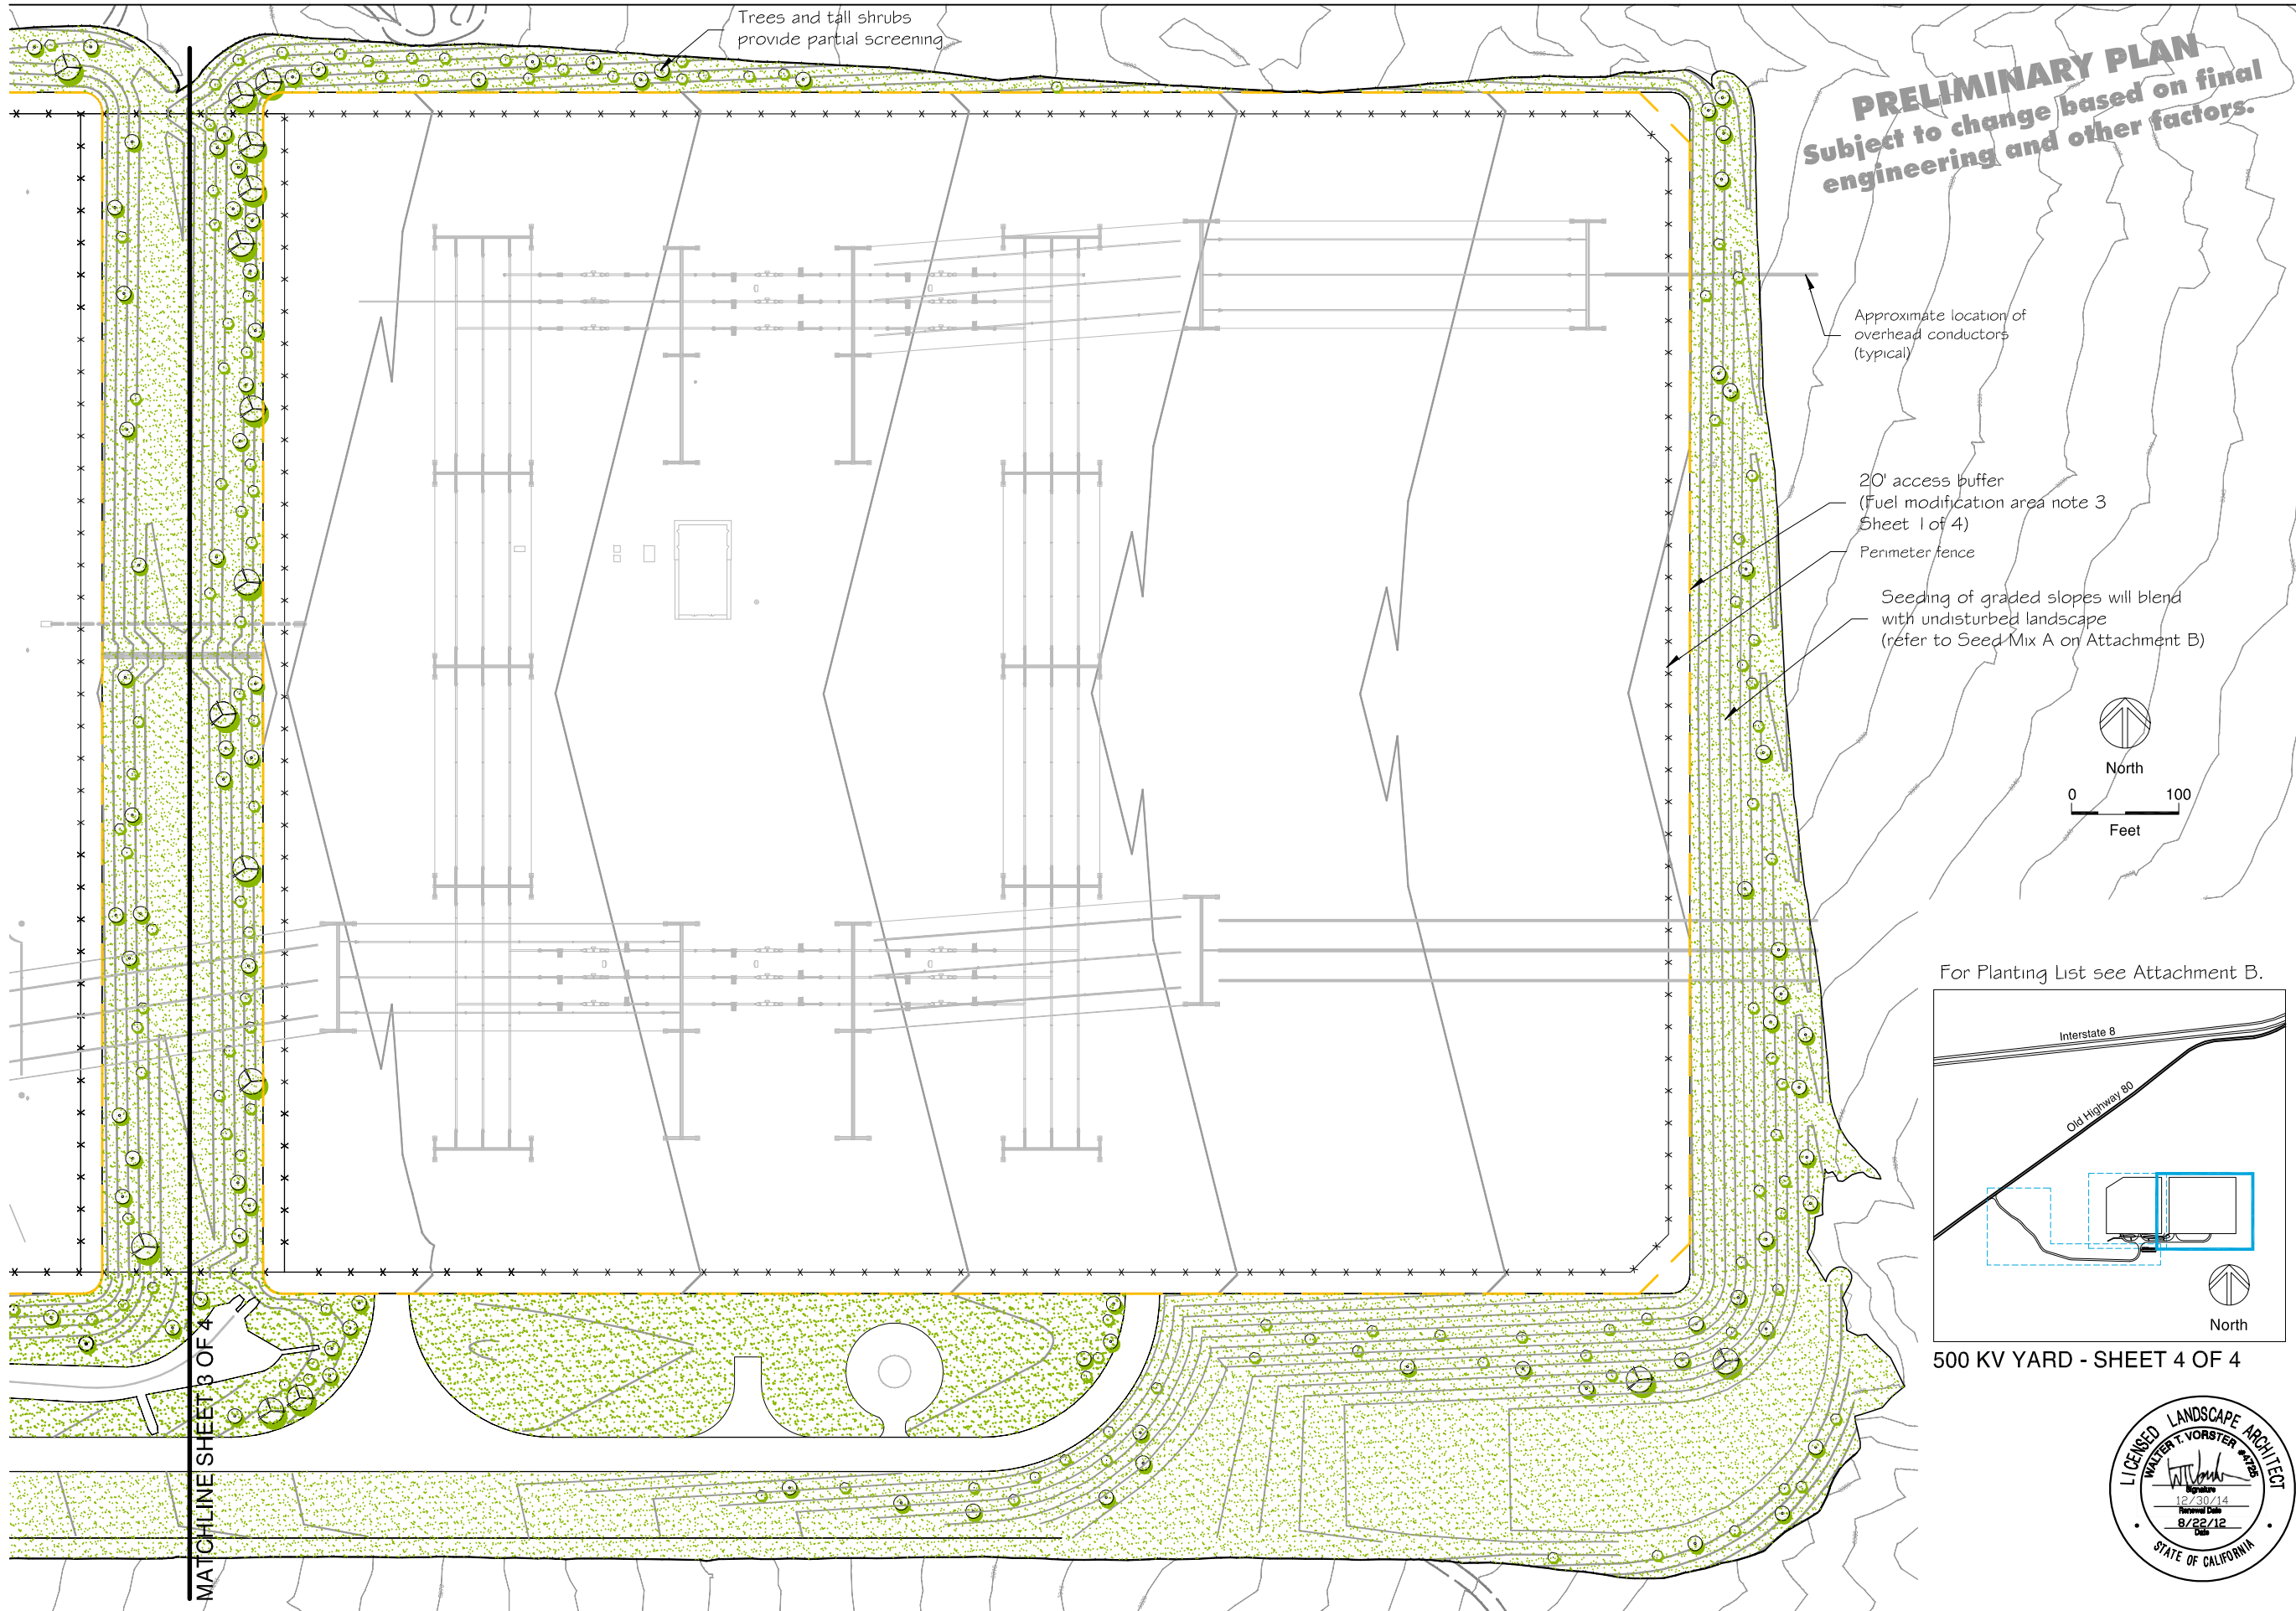 Trees and tall shrubs
provide partial screening
PRELIMINARY PLAN
Subject to change based on final
engineering and other factors.
Approximate location of
overhead conductors
(typical)
20' access buffer
(Fuel modification area note 3
Sheet 1 of 4)
Perimeter fence
Seeding of graded slopes will blend
with undisturbed landscape
(refer to Seed Mix A on Attachment B)
North
0 100
Feet
For Planting List see Attachment B.
Interstate 8
Old Highway 80
North
500 KV YARD - SHEET 4 OF 4
MATCHLINE SHEET 3 OF 4
LICENSED LANDSCAPE ARCHITECT
WALTER T. VORSTER #4725
Signature
12/30/14
Renewal Date
8/22/12
Date
STATE OF CALIFORNIA